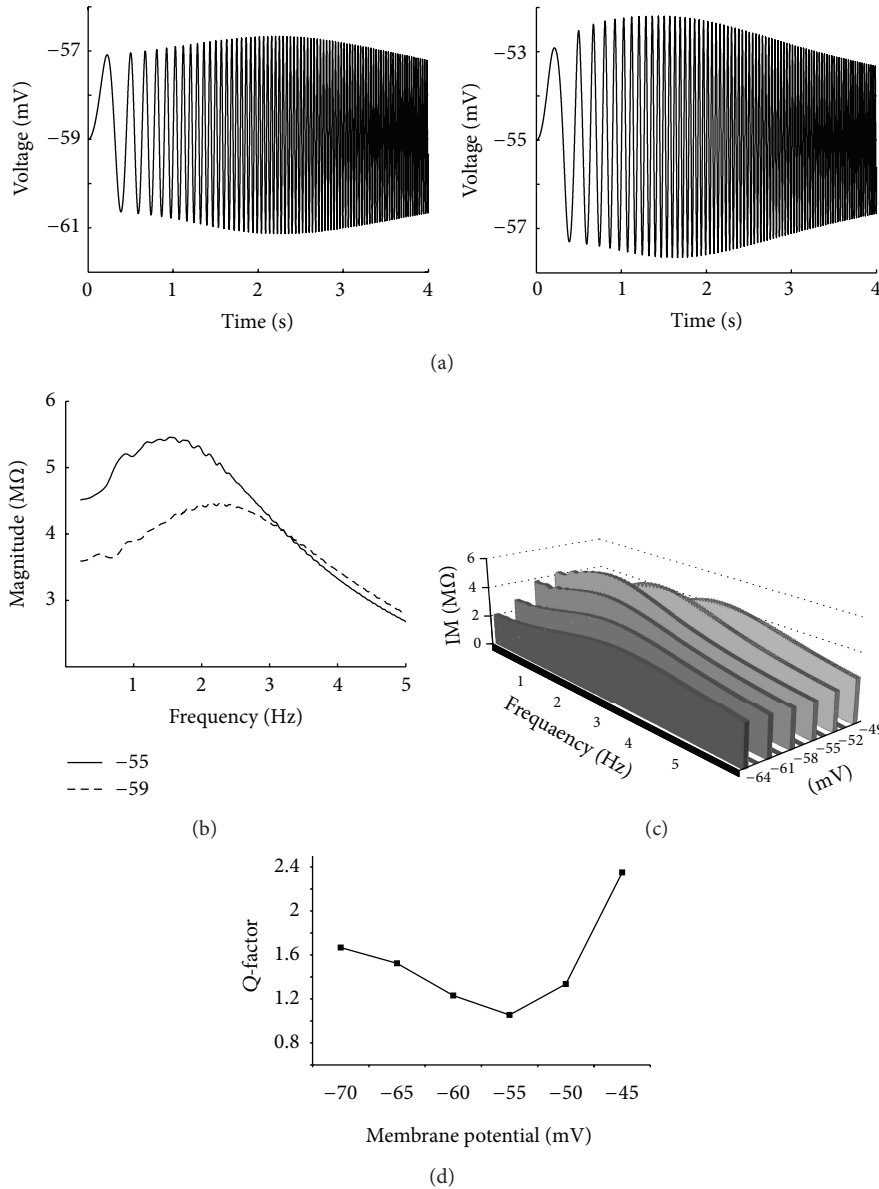 −57
−59
−61
Voltage (mV)
0 1 2 3 4
Time (s)
−53
−55
−57
Voltage (mV)
0 1 2 3 4
Time (s)
(a)
6
5
4
3
Magnitude (MΩ)
1 2 3 4 5
Frequency (Hz)
−55
−59
(b)
6
4
2
0
IM (MΩ)
1
2
3
4
5
Frequaency (Hz)
−64
−61
−58
−55
−52
−49
(mV)
(c)
2.4
2
1.6
1.2
0.8
Q-factor
−70 −65 −60 −55 −50 −45
Membrane potential (mV)
(d)